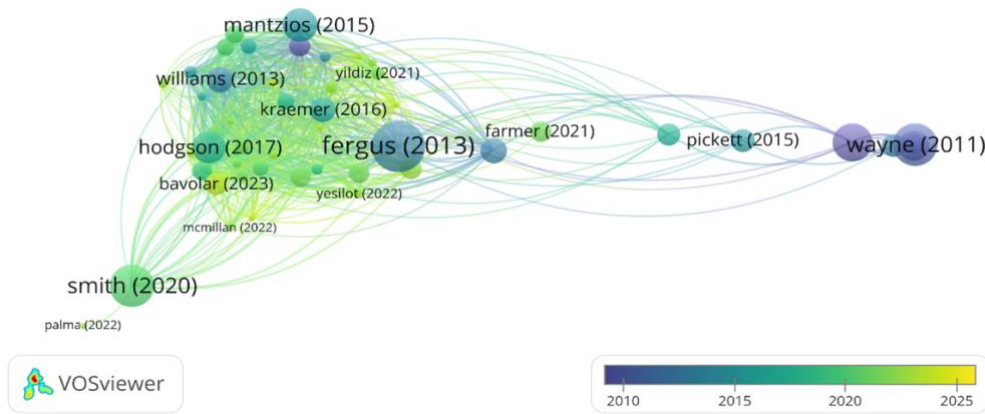 mantzios (2015)
williams (2013)
yildiz (2021)
kraemer (2016)
farmer (2021)
hodgson (2017)
fergus (2013)
pickett (2015)
wayne (2011)
bavolar (2023)
yesilot (2022)
mcmillan (2022)
smith (2020)
palma (2022)
VOSviewer
2010 2015 2020 2025